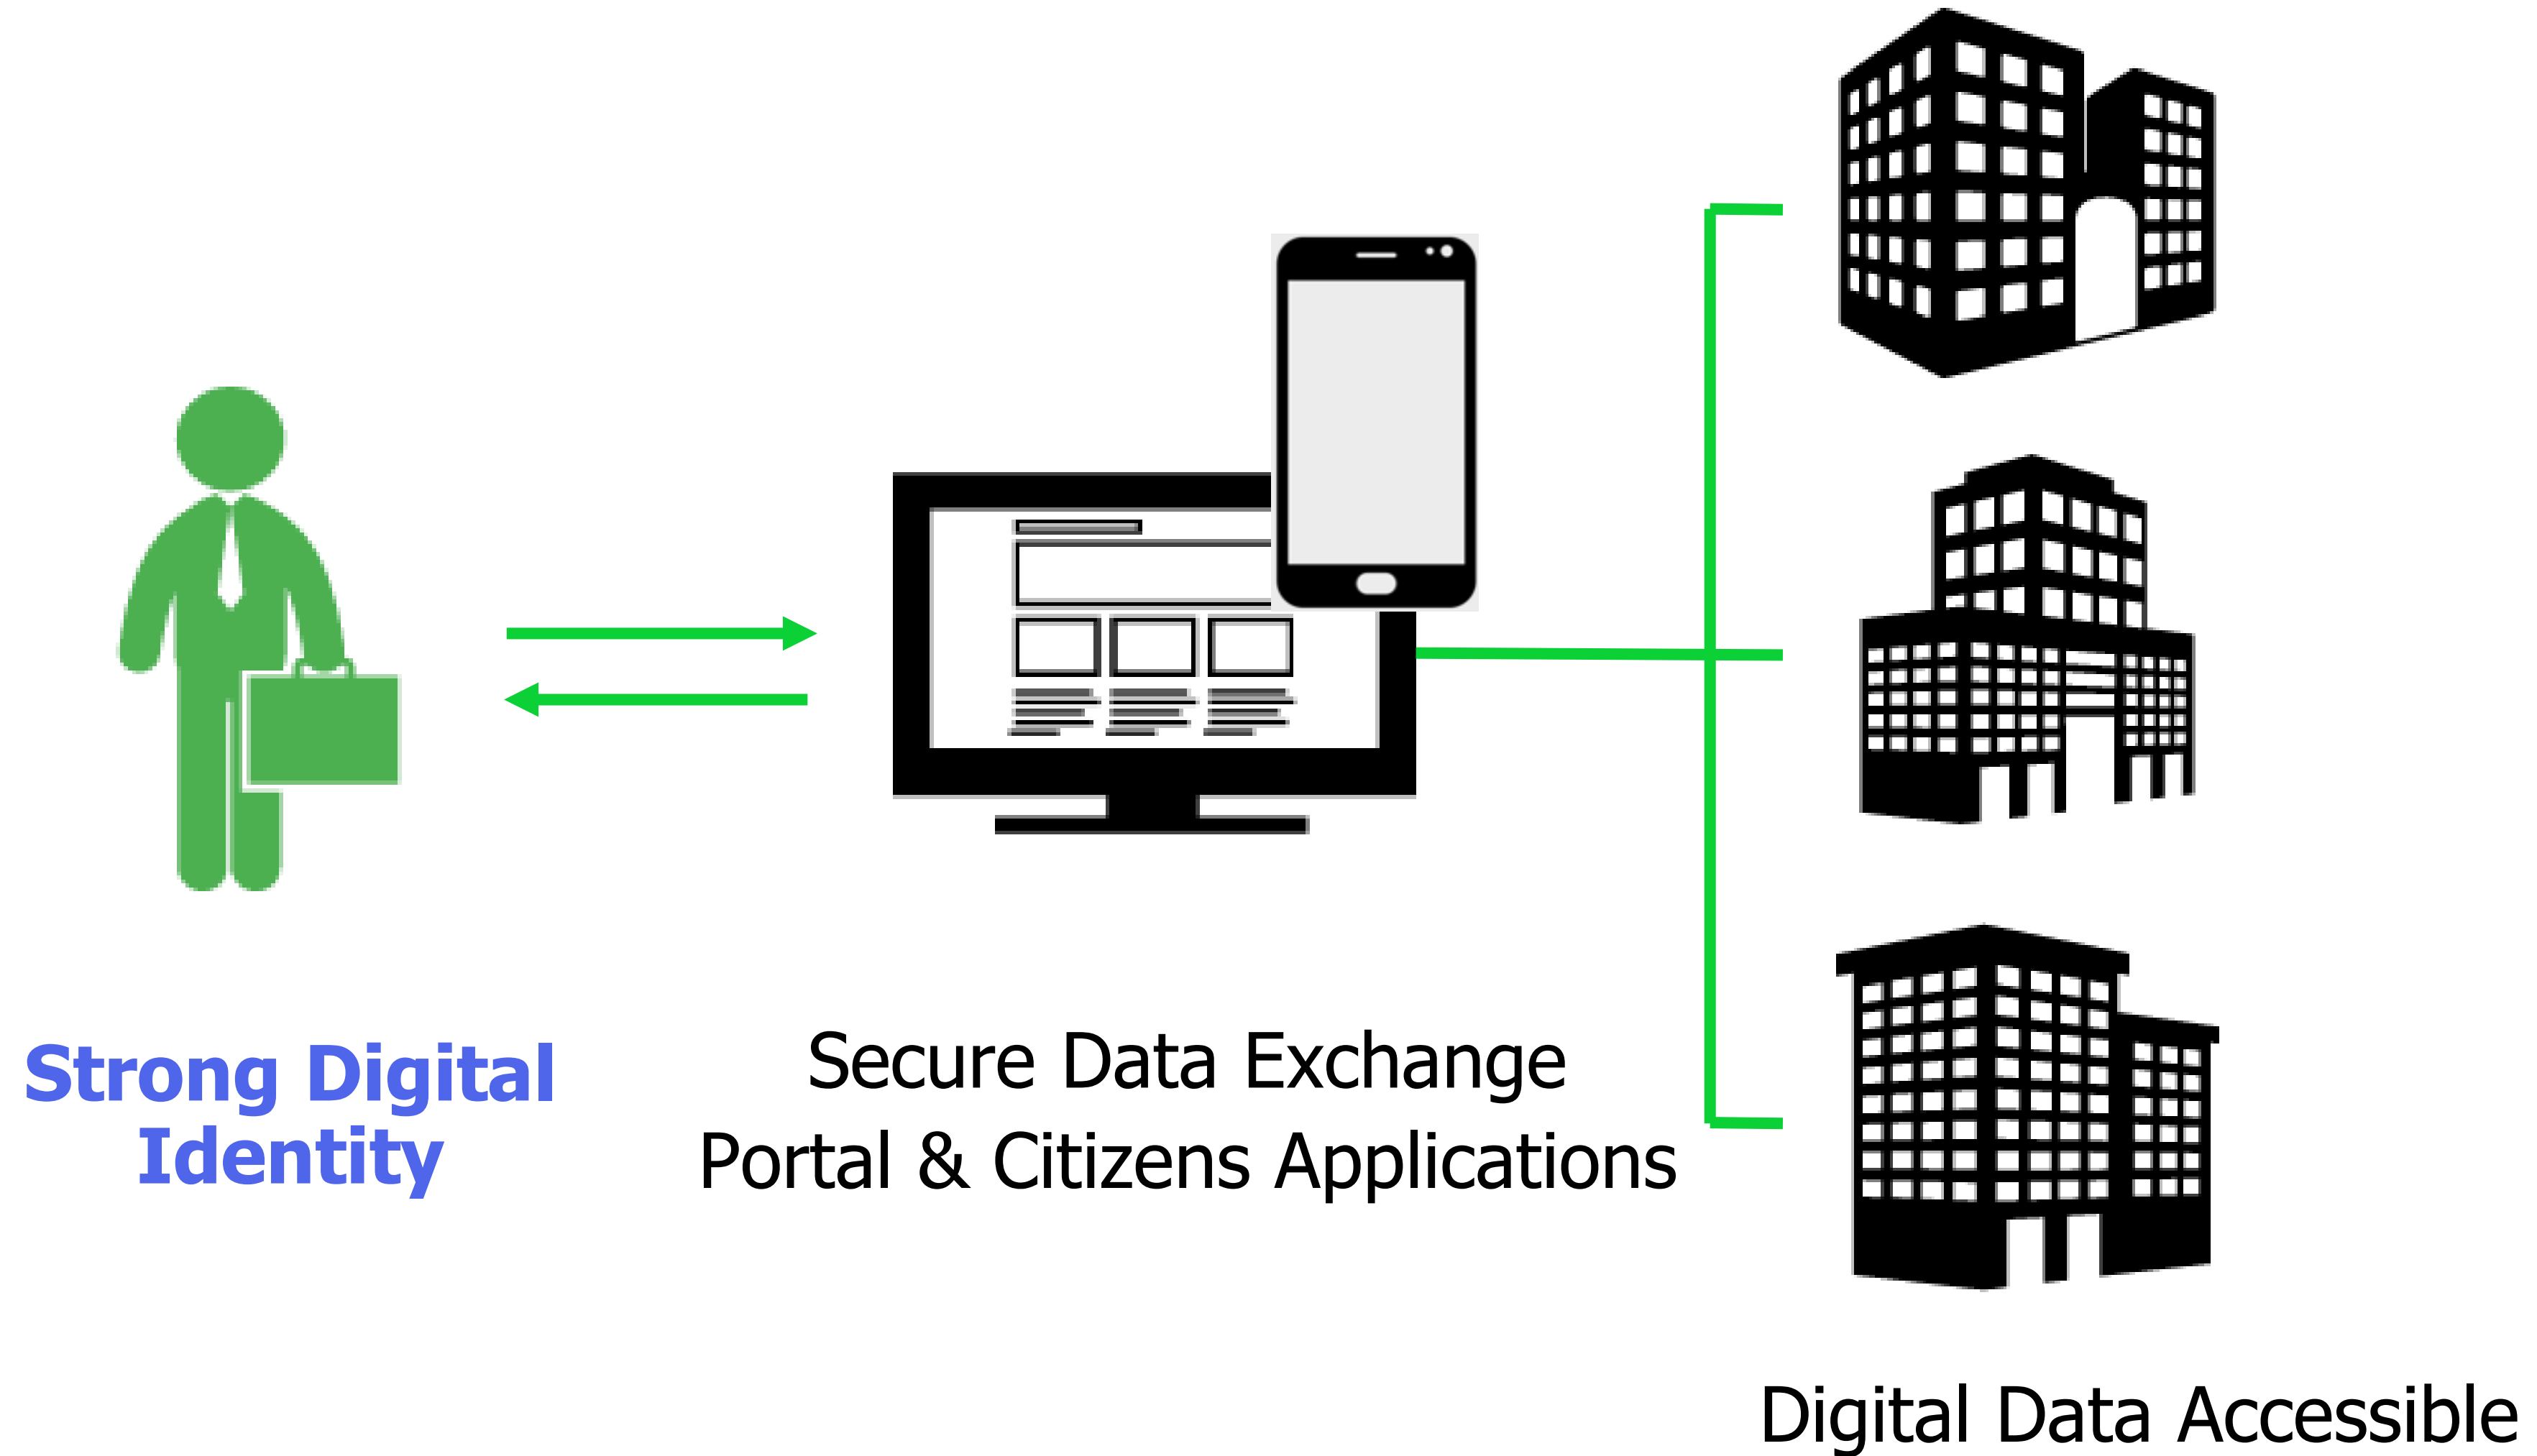 Strong Digital
Identity
Secure Data Exchange
Portal & Citizens Applications
Digital Data Accessible